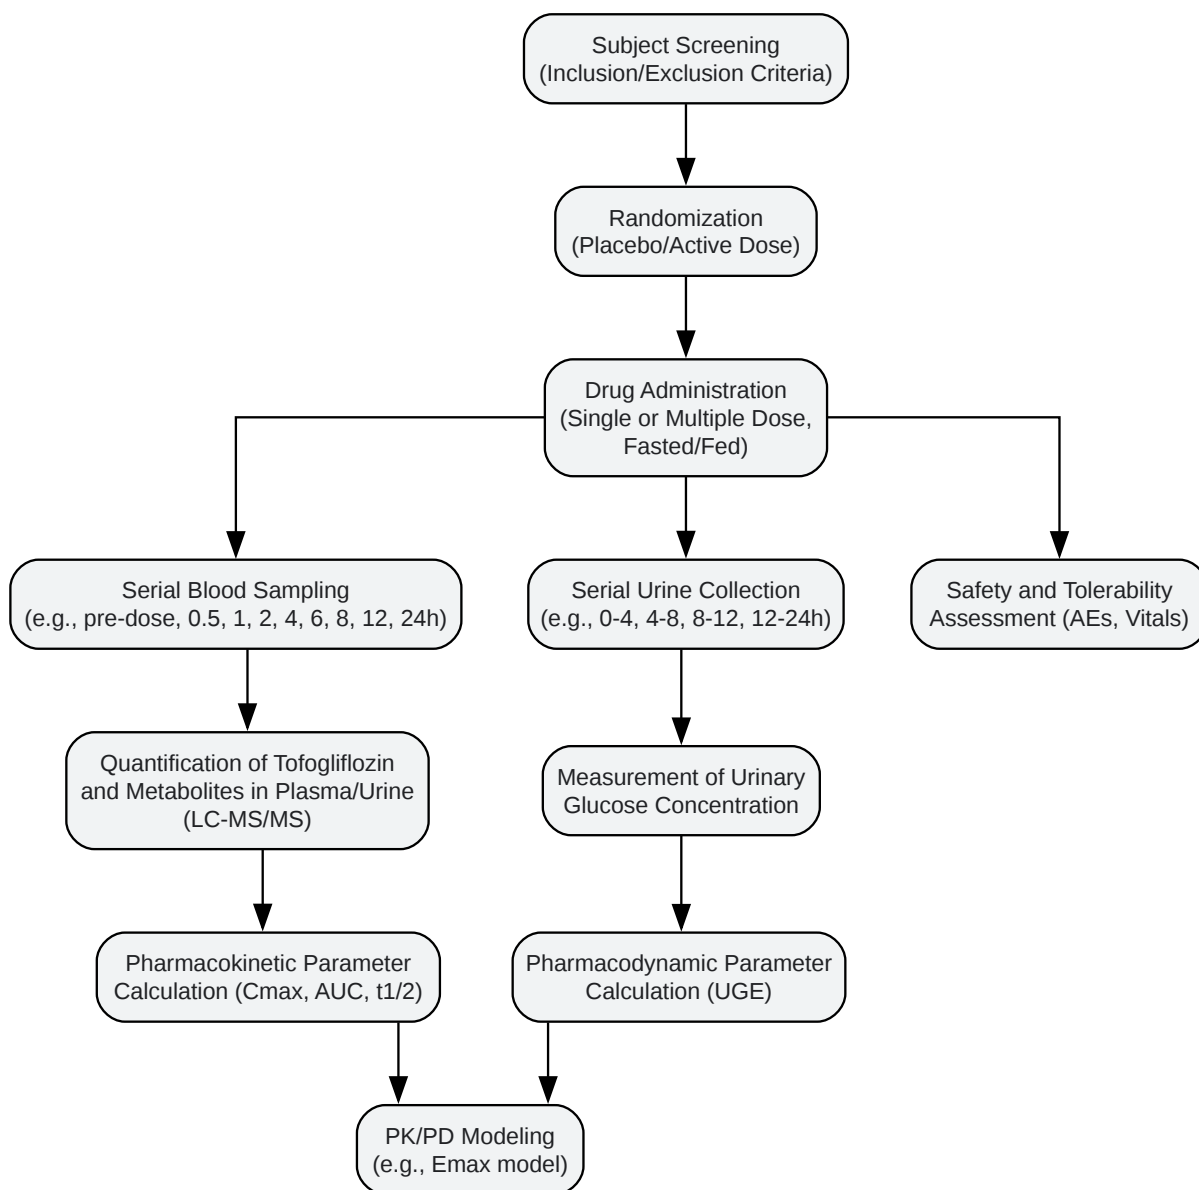 Subject Screening
(Inclusion/Exclusion Criteria)
Randomization
(Placebo/Active Dose)
Drug Administration
(Single or Multiple Dose,
Fasted/Fed)
Serial Blood Sampling
(e.g., pre-dose, 0.5, 1, 2, 4, 6, 8, 12, 24h)
Serial Urine Collection
(e.g., 0-4, 4-8, 8-12, 12-24h)
Safety and Tolerability
Assessment (AEs, Vitals)
Quantification of Tofogliflozin
and Metabolites in Plasma/Urine
(LC-MS/MS)
Measurement of Urinary
Glucose Concentration
Pharmacokinetic Parameter
Calculation (Cmax, AUC, t1/2)
Pharmacodynamic Parameter
Calculation (UGE)
PK/PD Modeling
(e.g., Emax model)